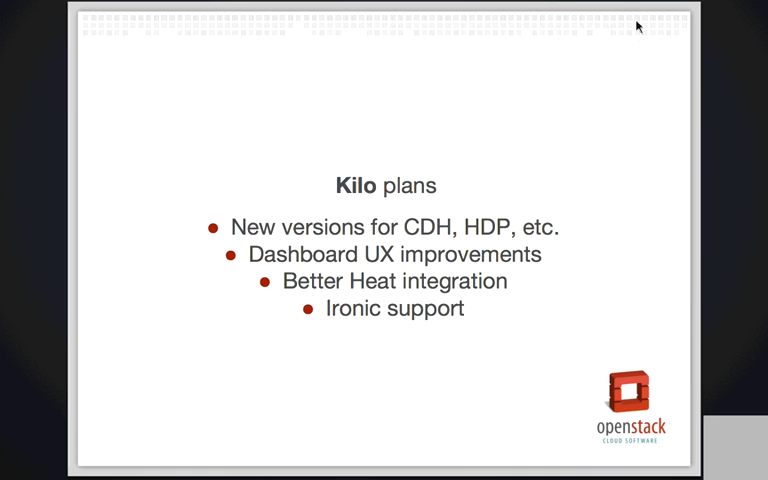 Kilo plans
• New versions for CDH, HDP, etc.
• Dashboard UX improvements
• Better Heat integration
• Ironic support
openstack
CLOUD SOFTWARE